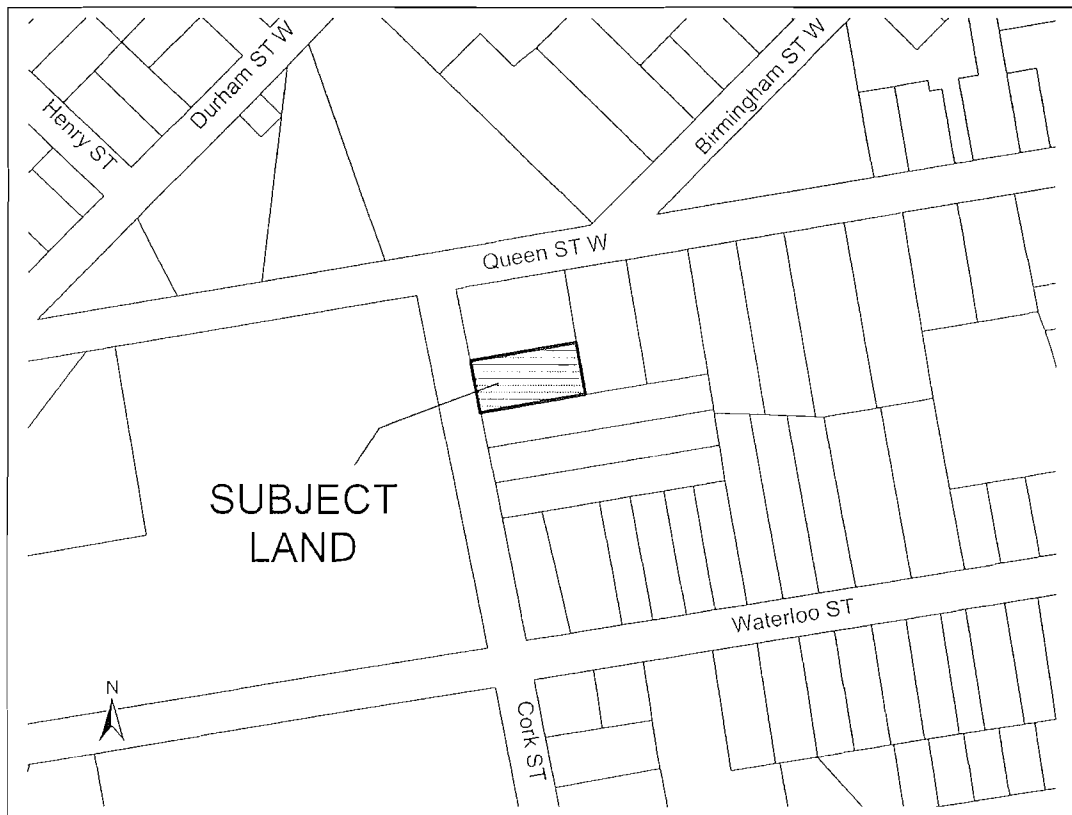 Henry ST
Durham ST W
Birmingham ST W
Queen ST W
SUBJECT
LAND
Waterloo ST
N
Cork ST